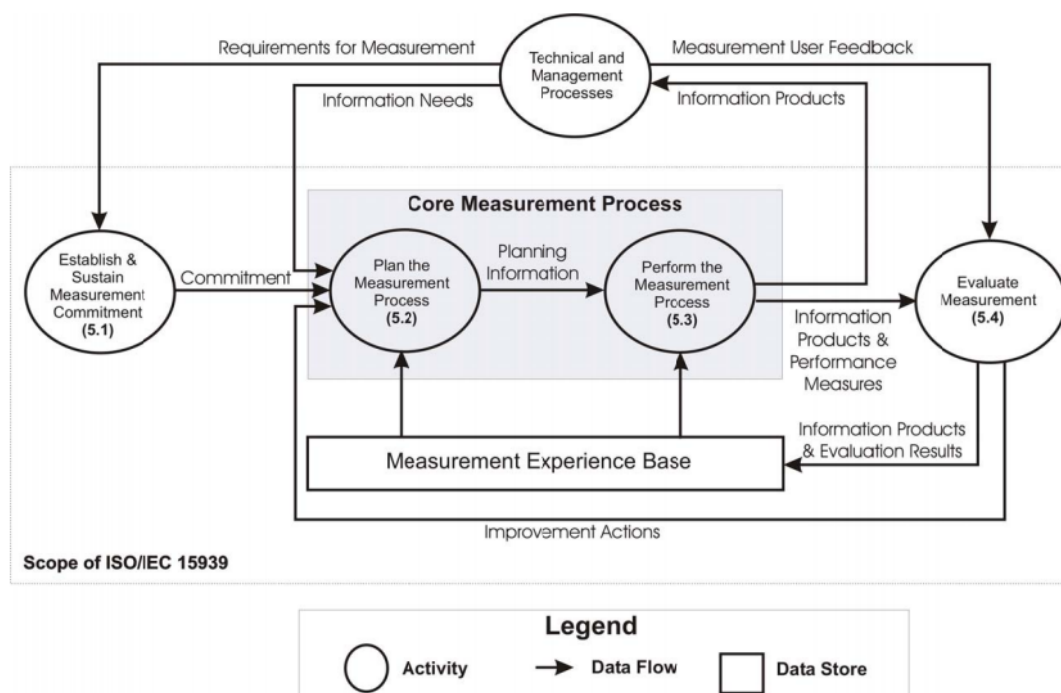 Requirements for Measurement
Technical and
Management
Processes
Measurement User Feedback
Information Needs
Information Products
Core Measurement Process
Establish &
Sustain
Measurement
Commitment
(5.1)
Commitment
Plan the
Measurement
Process
(5.2)
Planning
Information
Perform the
Measurement
Process
(5.3)
Evaluate
Measurement
(5.4)
Information
Products &
Performance
Measures
Information Products
& Evaluation Results
Measurement Experience Base
Improvement Actions
Scope of ISO/IEC 15939
Legend
Activity
Data Flow
Data Store